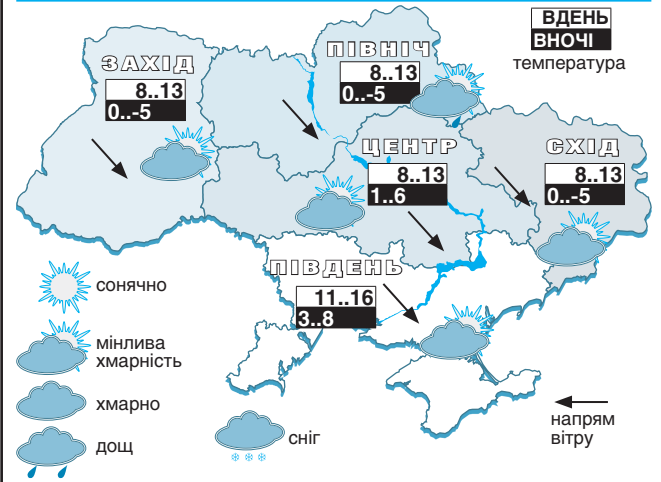 ВДЕНЬ
ВНОЧІ
температура
ЗАХІД
8..13
0..-5
ПІВНІЧ
8..13
0..-5
ЦЕНТР
8..13
1..6
СХІД
8..13
0..-5
ПІВДЕНЬ
11..16
3..8
сонячно
мінлива
хмарність
хмарно
дощ
сніг
напрям
вітру